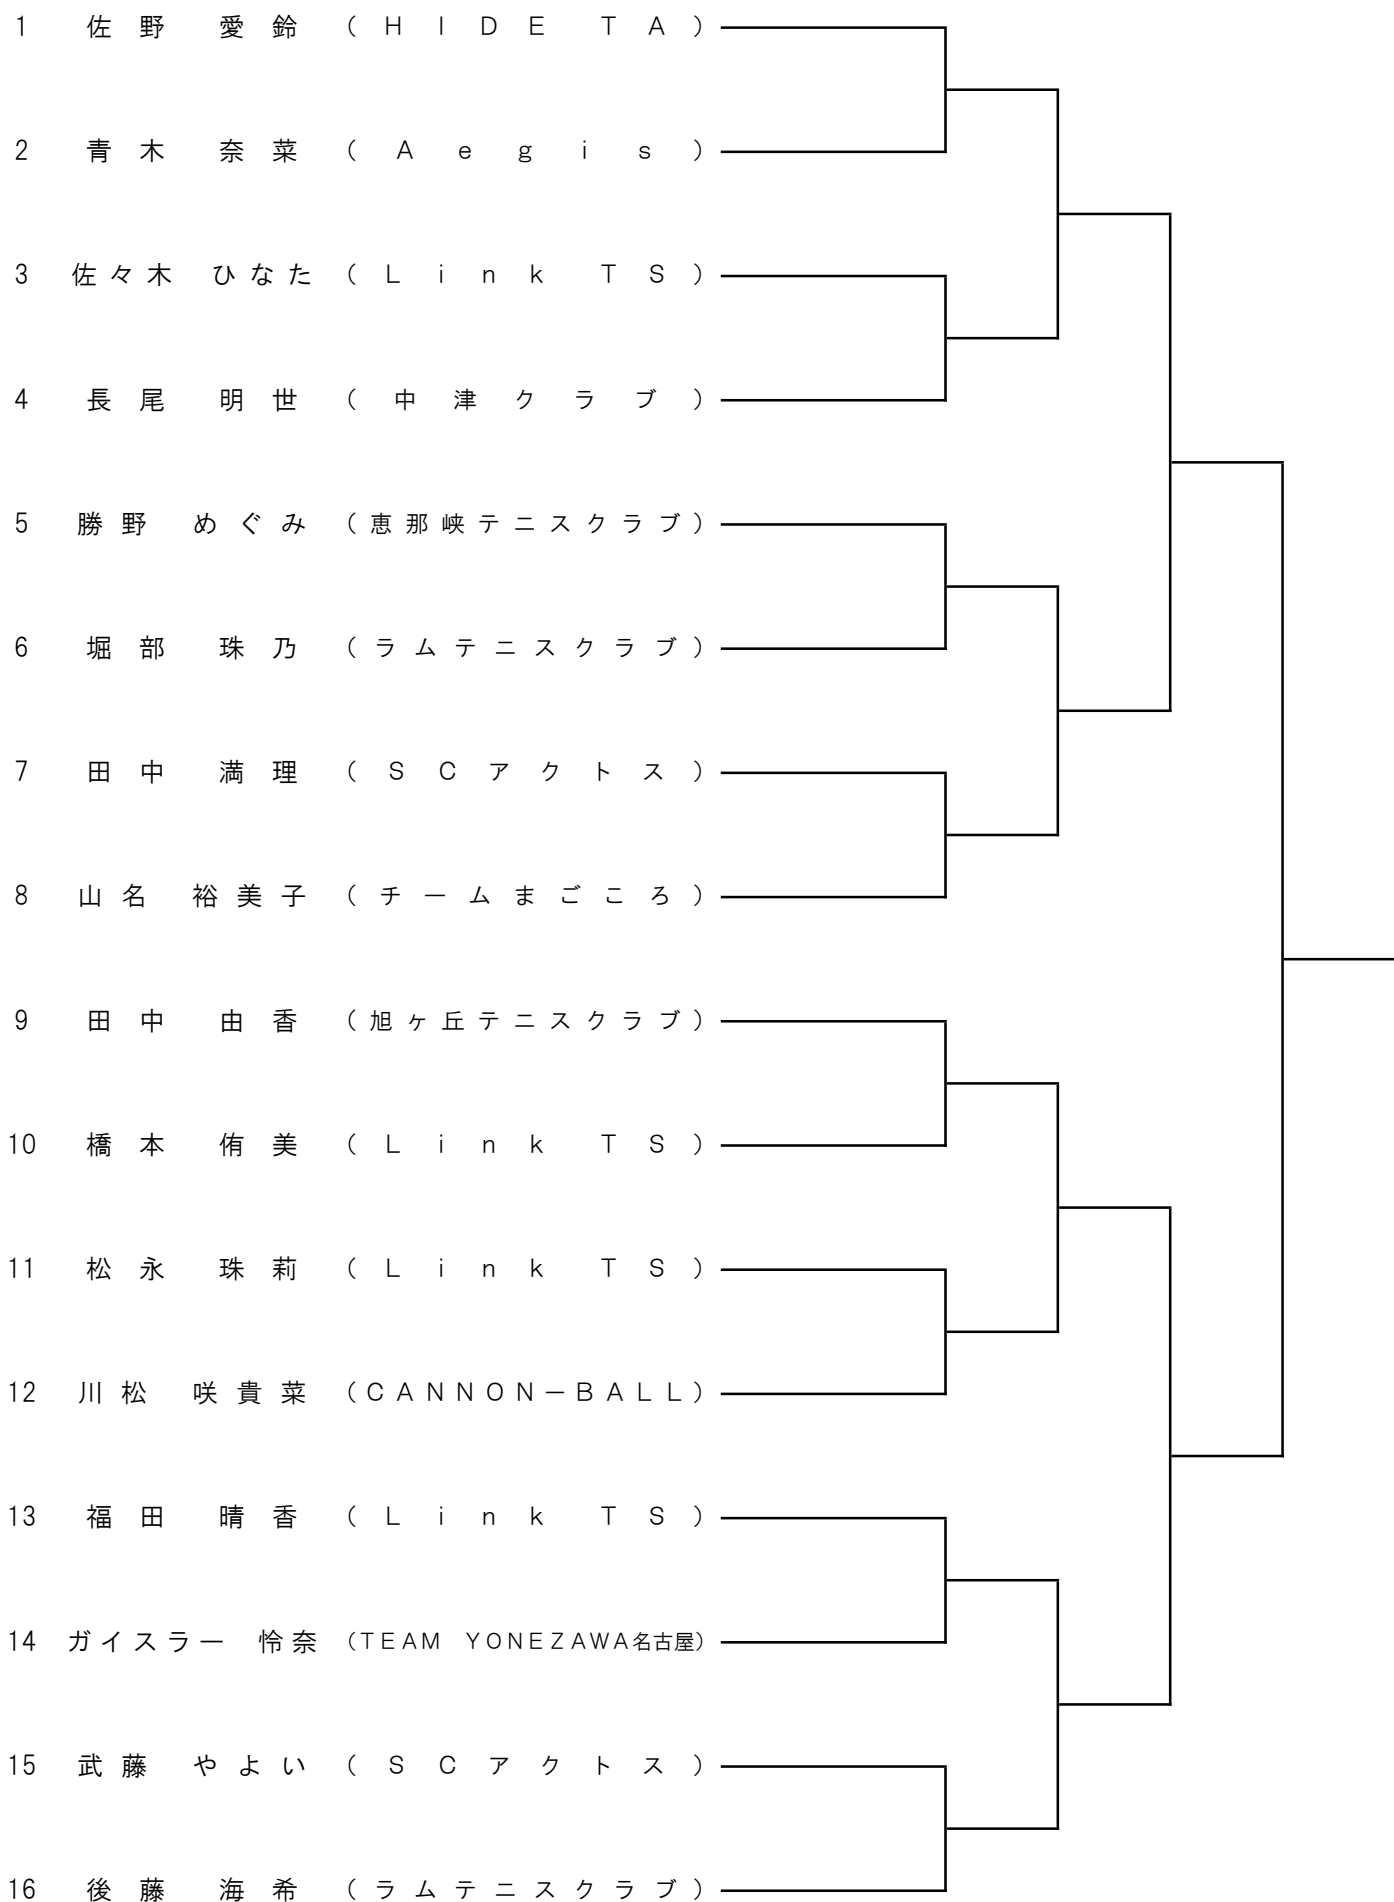 1 佐野 愛鈴 (HIDE TA)
2 青木 奈菜 (Aegis)
3 佐々木 ひなた (Link TS)
4 長尾 明世 (中津クラブ)
5 勝野 めぐみ (恵那峡テニスクラブ)
6 堀部 珠乃 (ラムテニスクラブ)
7 田中 満理 (SCアクトス)
8 山名 裕美子 (チームまごころ)
9 田中 由香 (旭ヶ丘テニスクラブ)
10 橋本 侑美 (Link TS)
11 松永 珠莉 (Link TS)
12 川松 咲貴菜 (CANNON-BALL)
13 福田 晴香 (Link TS)
14 ガイスラー 怜奈 (TEAM YONEZAWA名古屋)
15 武藤 やよい (SCアクトス)
16 後藤 海希 (ラムテニスクラブ)